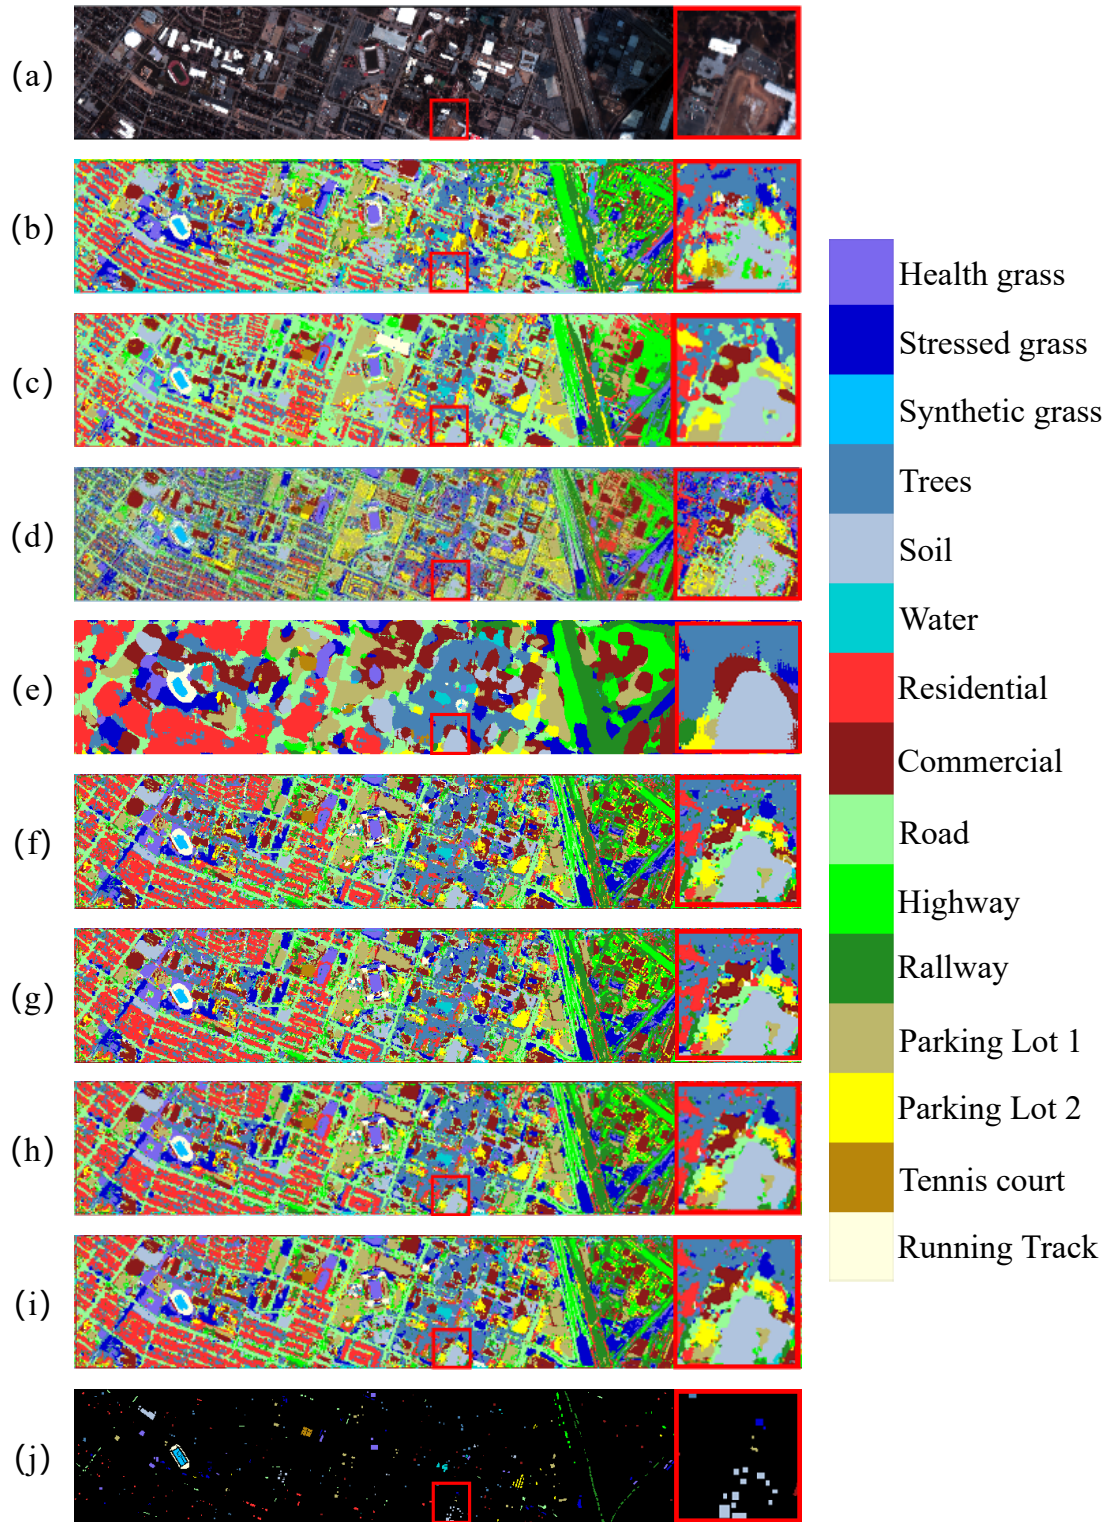 (a)
(b)
(c)
(d)
(e)
(f)
(g)
(h)
(i)
(j)
Health grass
Stressed grass
Synthetic grass
Trees
Soil
Water
Residential
Commercial
Road
Highway
Rallway
Parking Lot 1
Parking Lot 2
Tennis court
Running Track